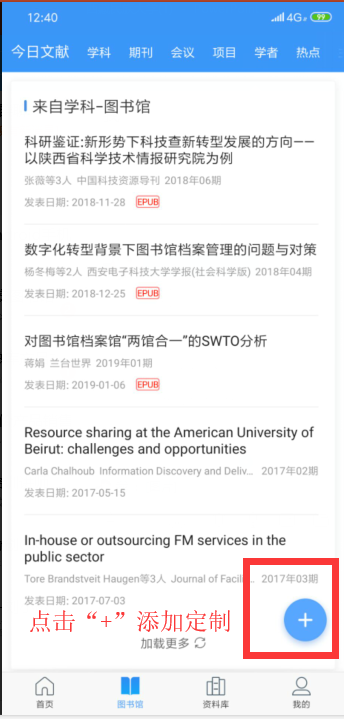 12:40
4G
99
今日文献 学科 期刊 会议 项目 学者 热点
来自学科-图书馆
科研鉴证:新形势下科技查新转型发展的方向——
以陕西省科学技术情报研究院为例
张薇等3人 中国科技资源导刊 2018年06期
发表日期: 2018-11-28 EPUB
数字化转型背景下图书馆档案管理的问题与对策
杨冬梅等2人 西安电子科技大学学报(社会科学版) 2018年04期
发表日期: 2018-12-25 EPUB
对图书馆档案馆“两馆合一”的SWTO分析
蒋娟 兰台世界 2019年01期
发表日期: 2019-01-06 EPUB
Resource sharing at the American University of
Beirut: challenges and opportunities
Carla Chalhoub Information Discovery and Deliv... 2017年02期
发表日期: 2017-05-15
In-house or outsourcing FM services in the
public sector
Tore Brandstveit Haugen等3人 Journal of Facili... 2017年03期
发表日期: 2017-07-03
点击“+”添加定制
加载更多
首页 图书馆 资料库 我的